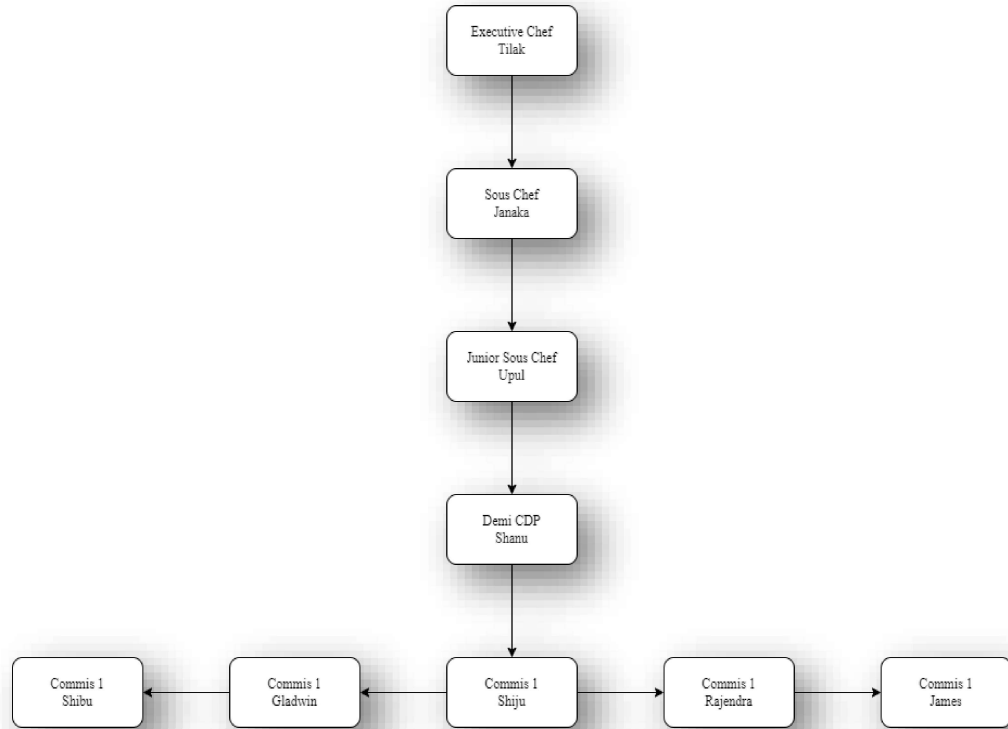 Executive Chef
Tilak
Sous Chef
Janaka
Junior Sous Chef
Upul
Demi CDP
Shanu
Commis 1
Shibu
Commis 1
Gladwin
Commis 1
Shiju
Commis 1
Rajendra
Commis 1
James